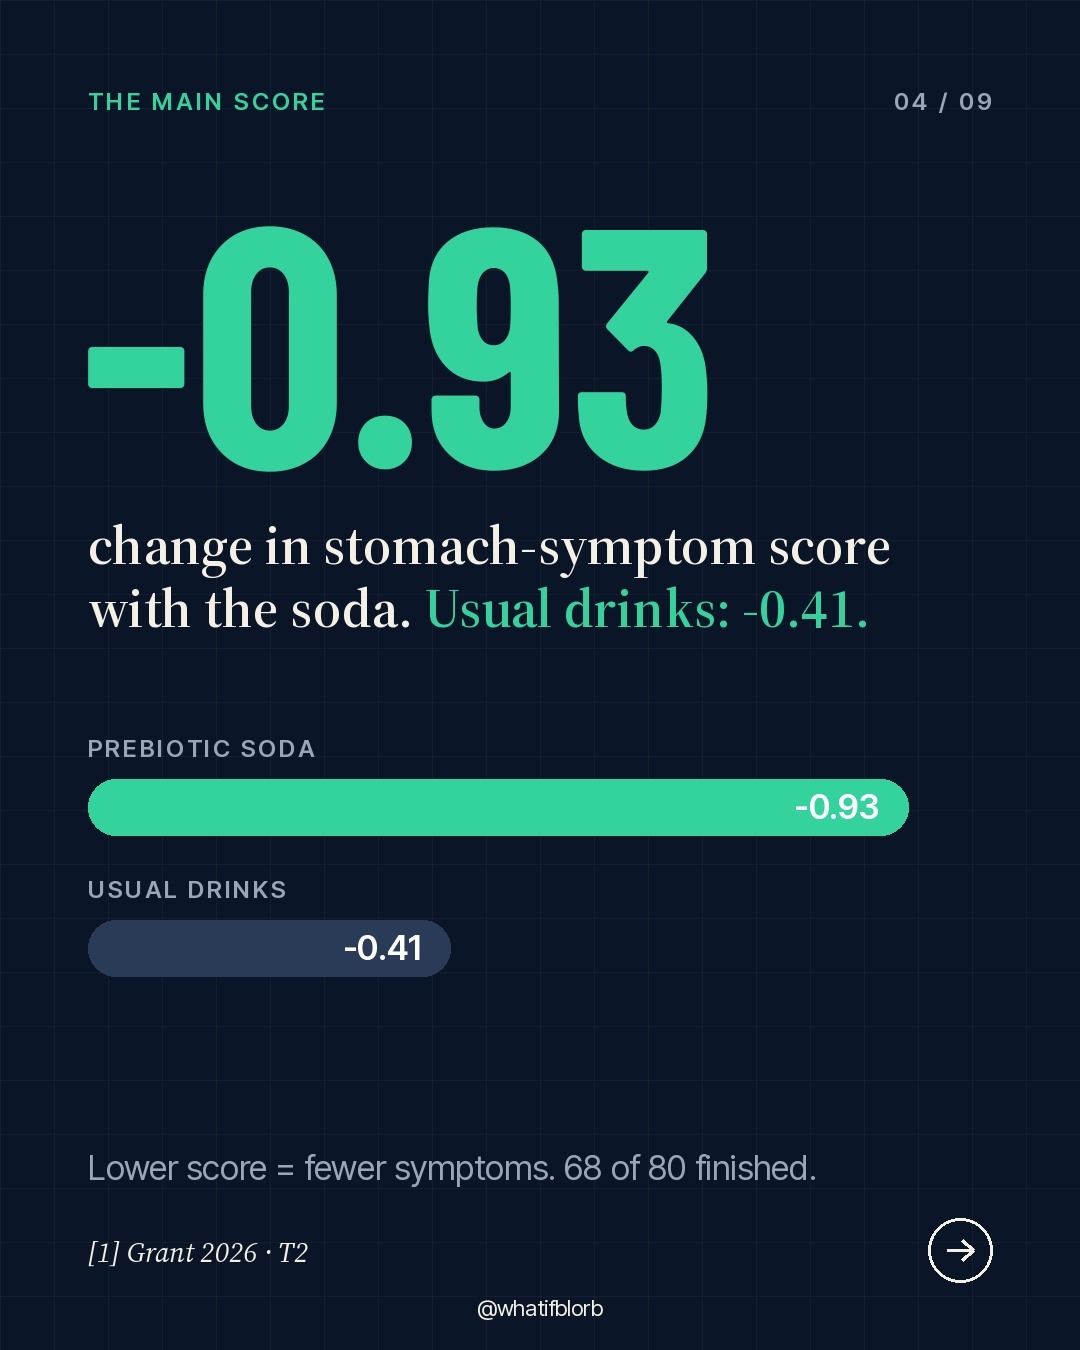 THE MAIN SCORE
04 / 09
-0.93
change in stomach-symptom score
with the soda. Usual drinks: -0.41.
PREBIOTIC SODA
-0.93
USUAL DRINKS
-0.41
Lower score = fewer symptoms. 68 of 80 finished.
[1] Grant 2026 · T2
@whatifblorb